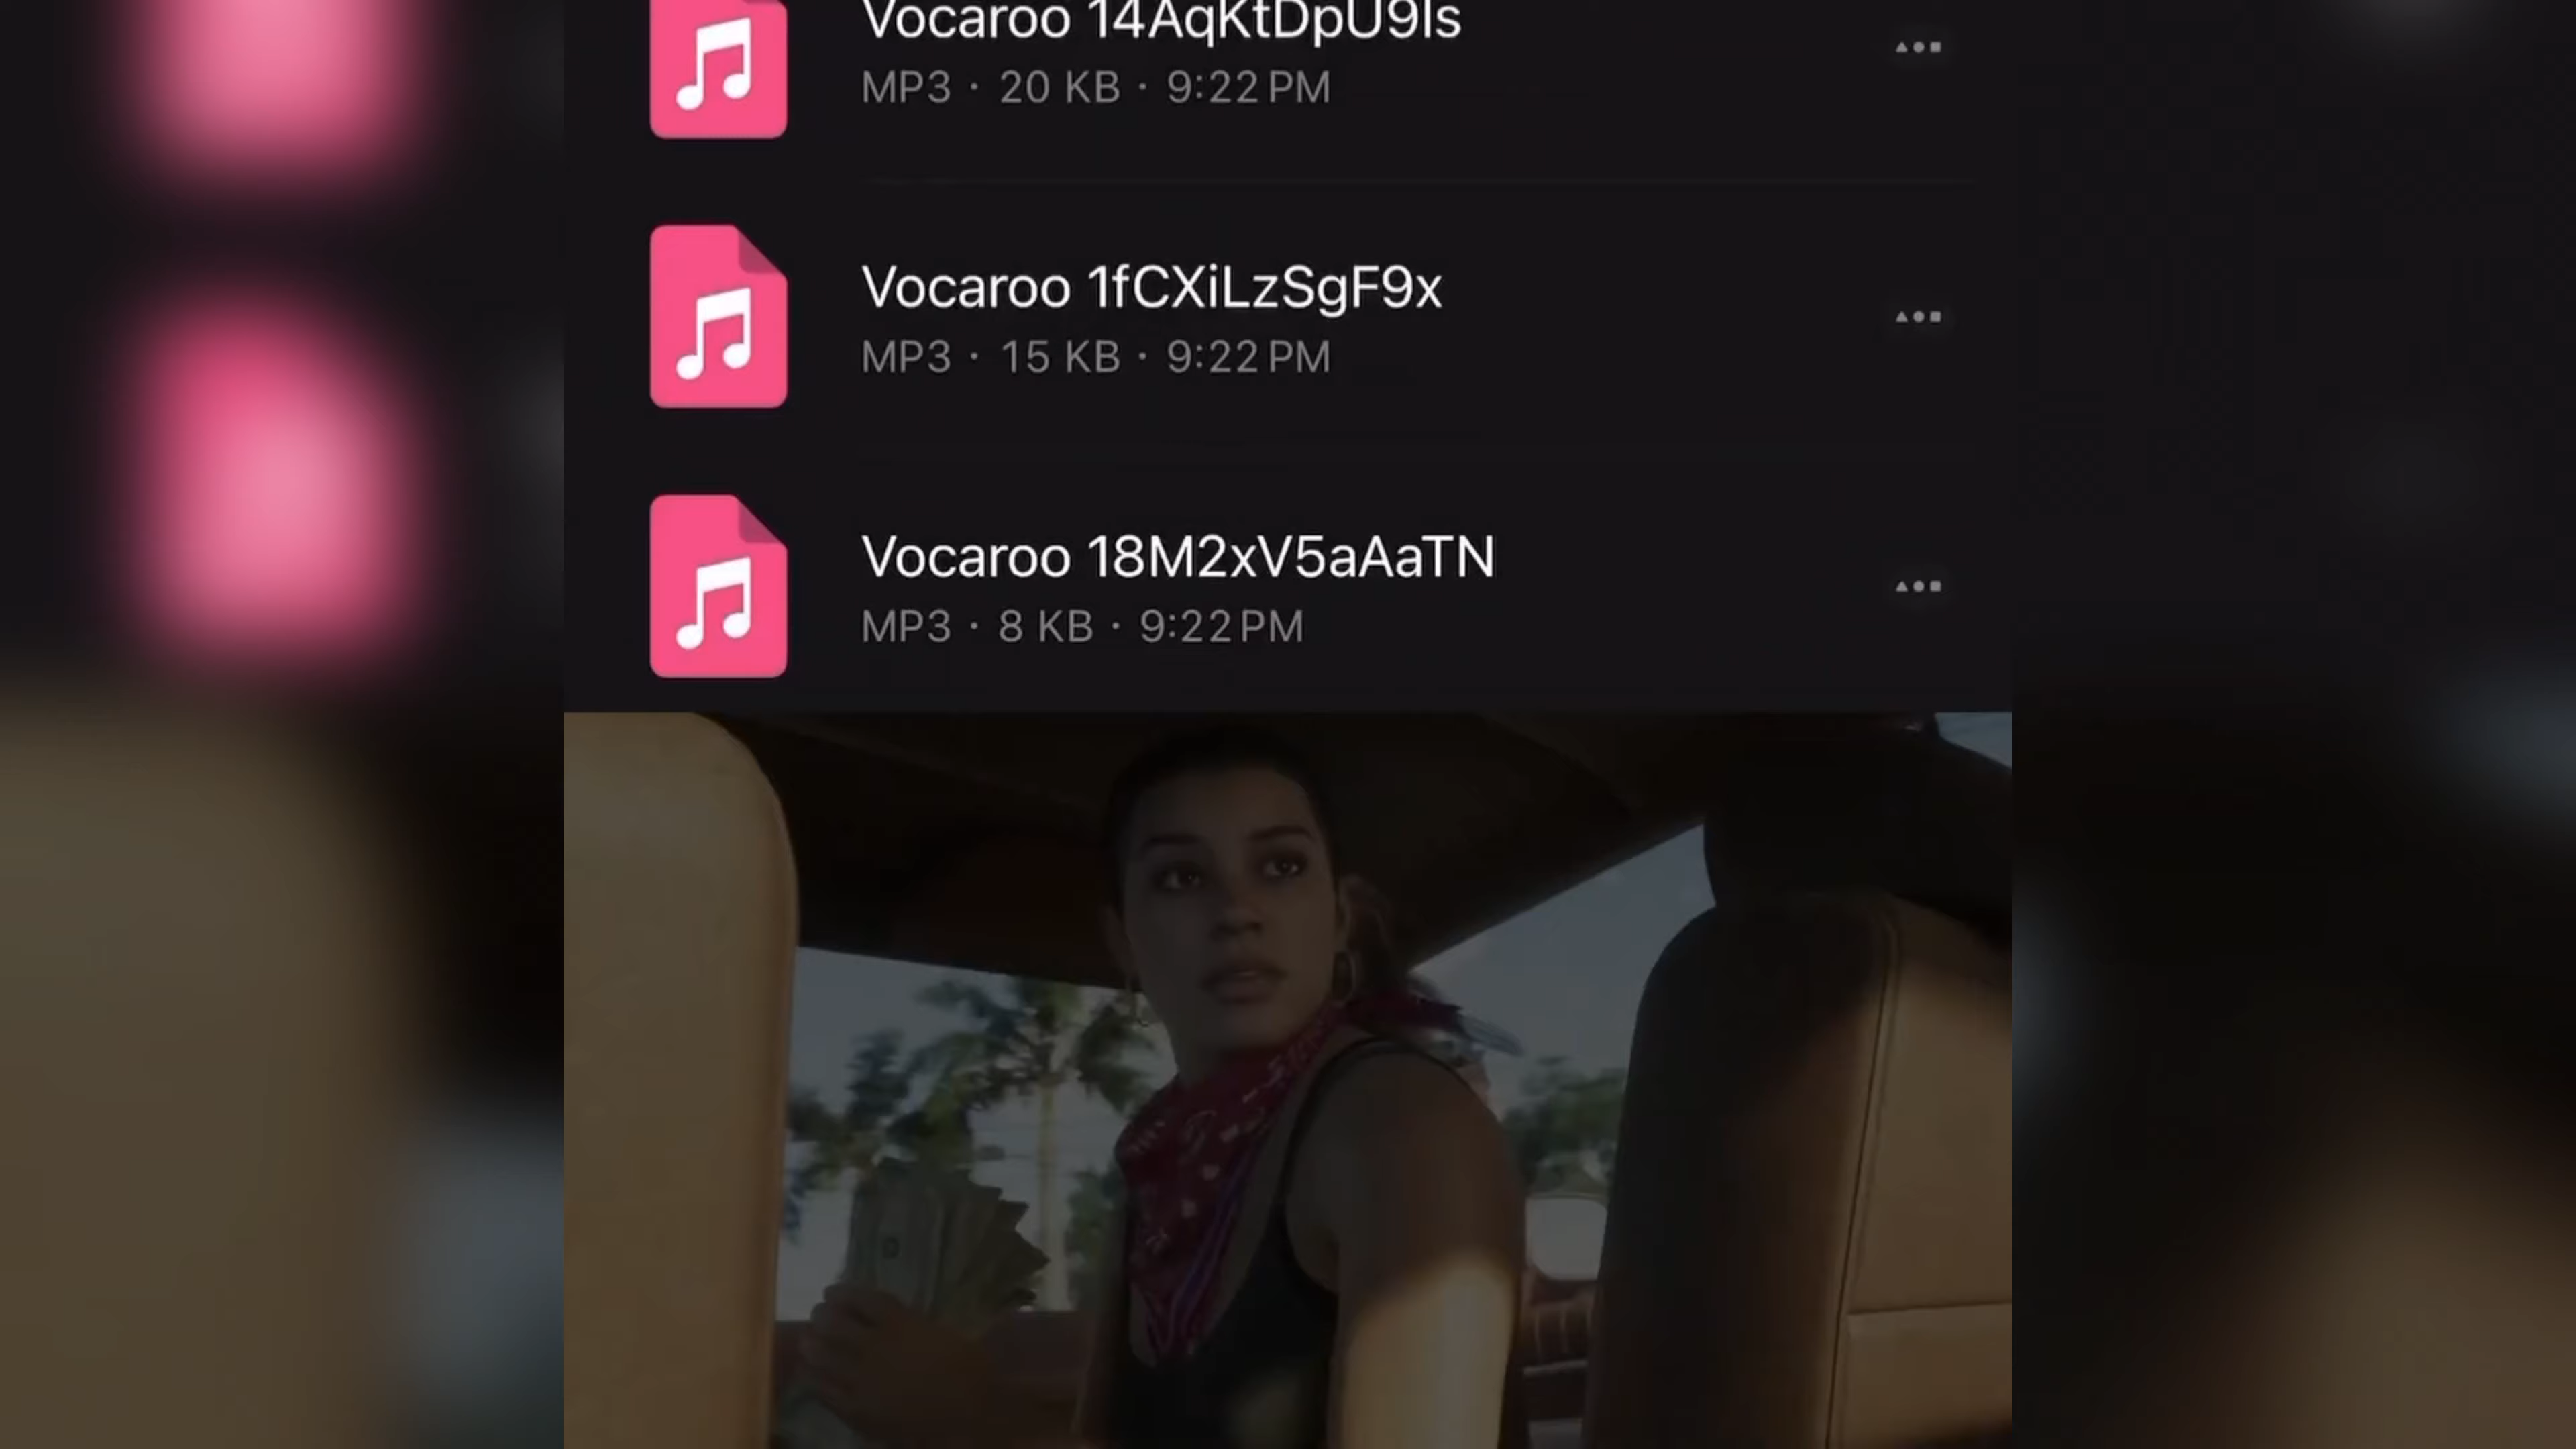 Vocaroo 14AqKtDpU9Is
MP3 · 20 KB · 9:22 PM
Vocaroo 1fCXiLzSgF9x
MP3 · 15 KB · 9:22 PM
Vocaroo 18M2xV5aAaTN
MP3 · 8 KB · 9:22 PM